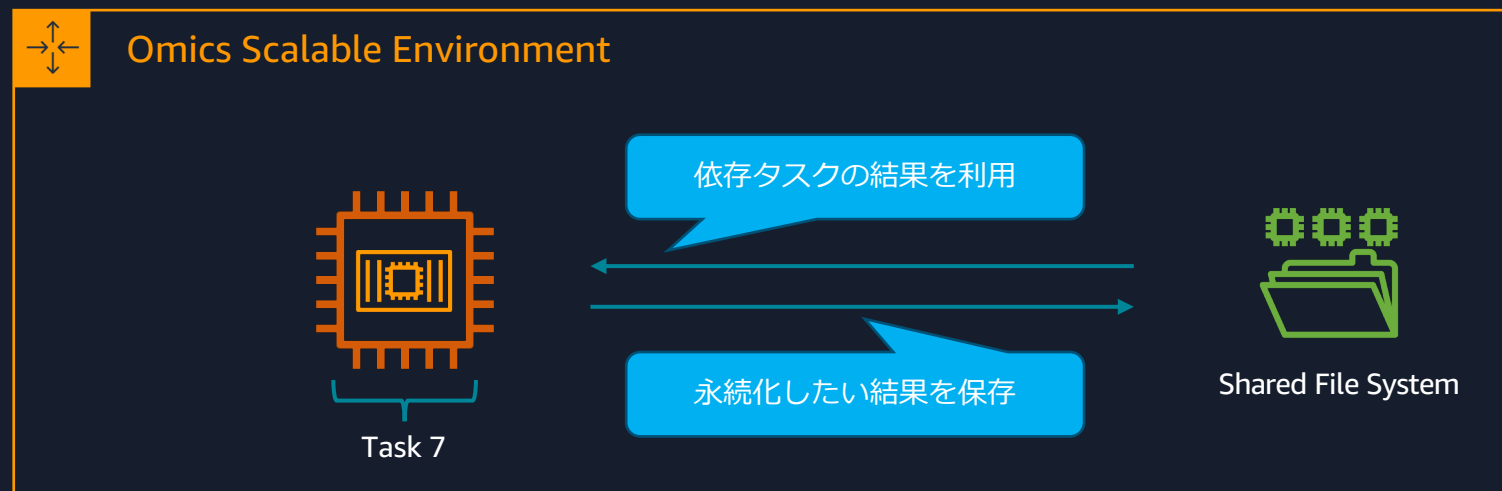 Omics Scalable Environment
依存タスクの結果を利用
永続化したい結果を保存
Shared File System
Task 7